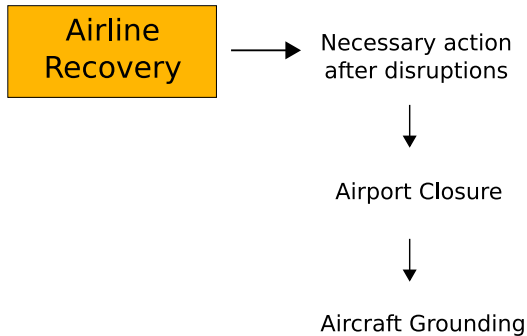 Airline
Recovery
Necessary action
after disruptions
Airport Closure
Aircraft Grounding